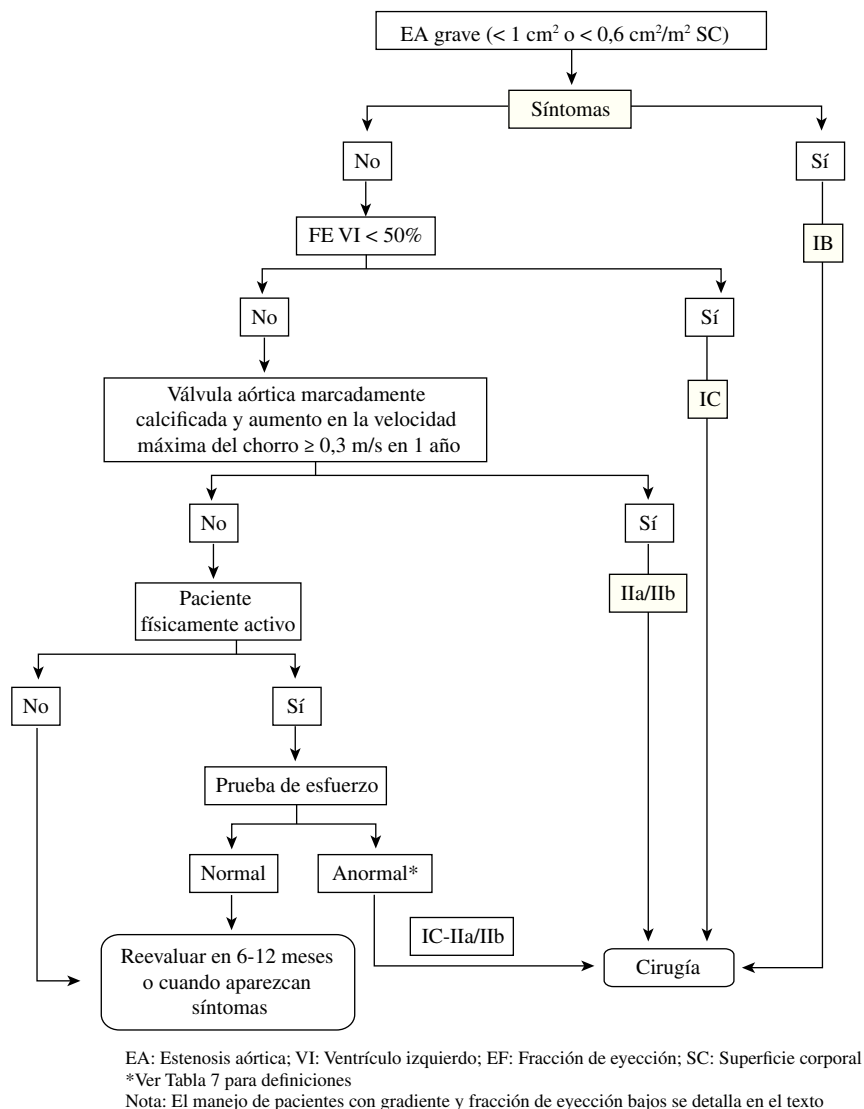 EA grave (< 1 cm² o < 0,6 cm²/m² SC)
Síntomas
No
Sí
FE VI < 50%
IB
No
Sí
Válvula aórtica marcadamente
calcificada y aumento en la velocidad
máxima del chorro ≥ 0,3 m/s en 1 año
IC
No
Sí
Paciente
físicamente activo
IIa/IIb
No
Sí
Prueba de esfuerzo
Normal
Anormal*
IC-IIa/IIb
Reevaluar en 6-12 meses
o cuando aparezcan
síntomas
Cirugía
EA: Estenosis aórtica; VI: Ventrículo izquierdo; EF: Fracción de eyección; SC: Superficie corporal
*Ver Tabla 7 para definiciones
Nota: El manejo de pacientes con gradiente y fracción de eyección bajos se detalla en el texto